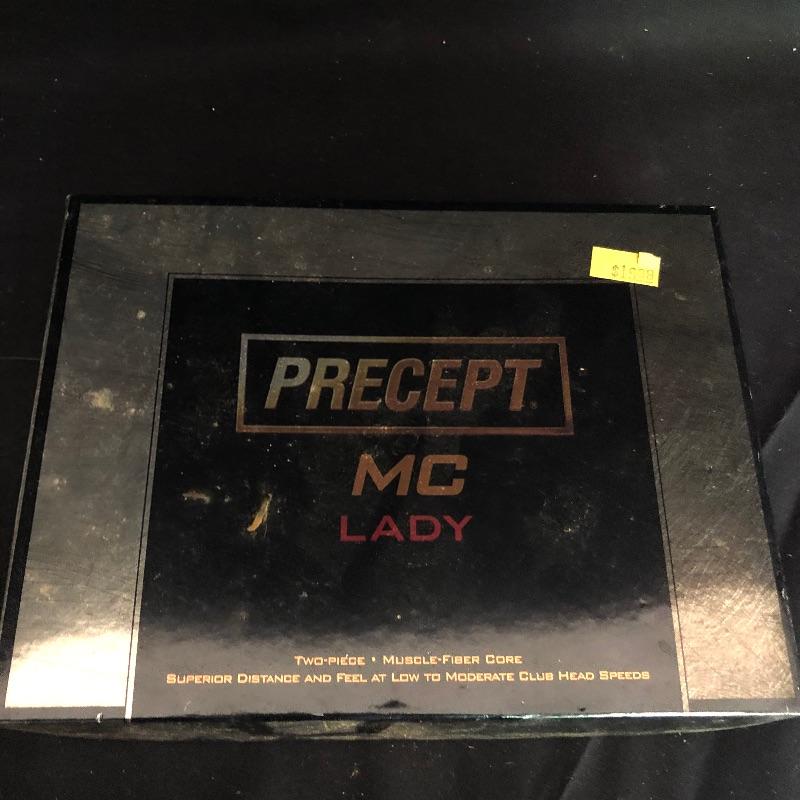 PRECEPT
MC
LADY
TWO-PIECE • MUSCLE-FIBER CORE
SUPERIOR DISTANCE AND FEEL AT LOW TO MODERATE CLUB HEAD SPEEDS